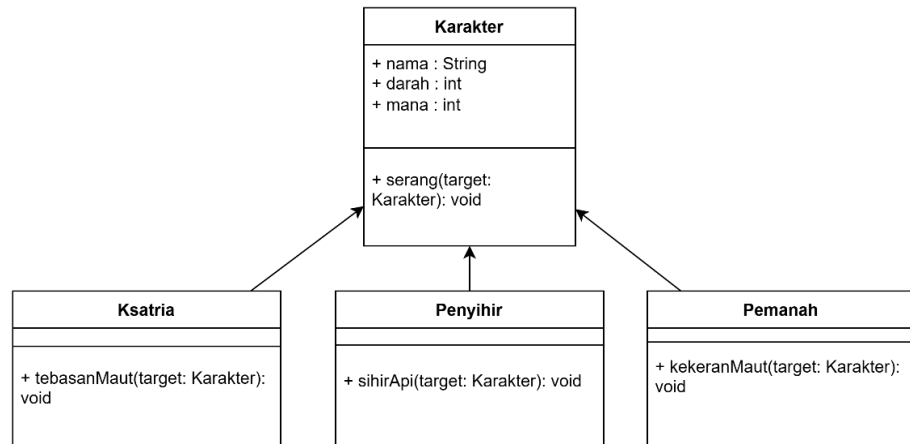 Karakter
+ nama : String
+ darah : int
+ mana : int
+ serang(target:
Karakter): void
Ksatria
+ tebasanMaut(target: Karakter):
void
Penyihir
+ sihirApi(target: Karakter): void
Pemanah
+ kekeranMaut(target: Karakter):
void